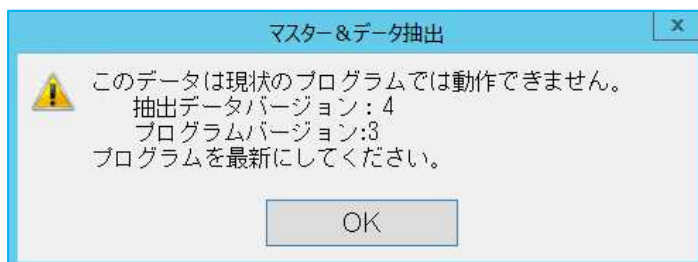 マスター＆データ抽出
x
このデータは現状のプログラムでは動作できません。
抽出データバージョン：4
プログラムバージョン:3
プログラムを最新にしてください。
OK